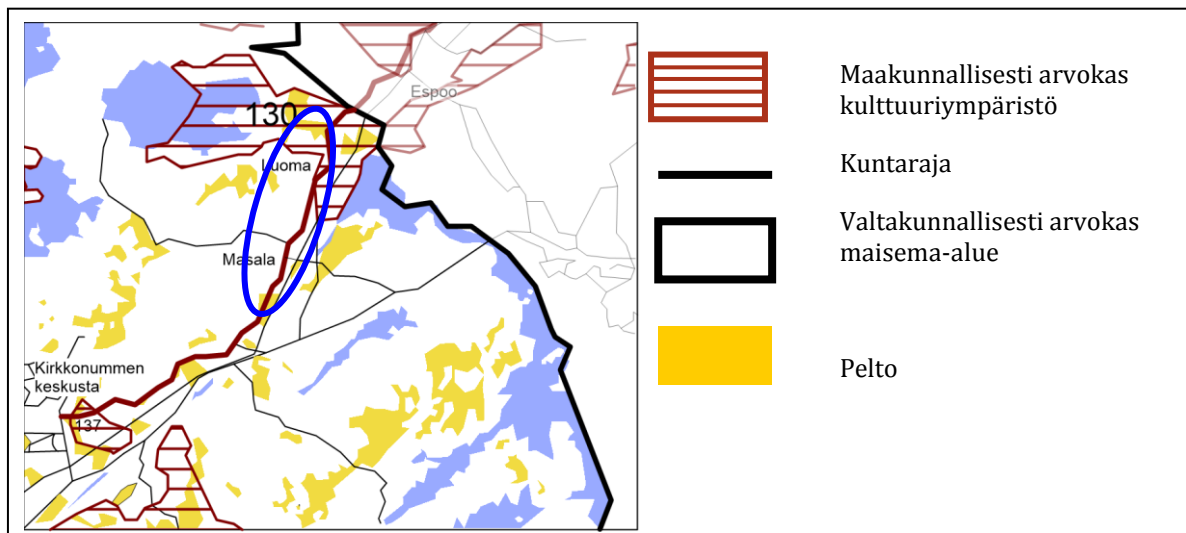 Espoo
130
Luoma
Masala
Kirkkonummen
keskusta
137
Maakunnallisesti arvokas
kulttuuriympäristö
Kuntaraja
Valtakunnallisesti arvokas
maisema-alue
Pelto